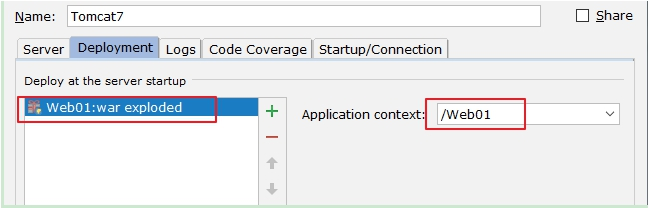 Name: Tomcat7 Share
Server Deployment Logs Code Coverage Startup/Connection
Deploy at the server startup
Web01:war exploded
Application context: /Web01